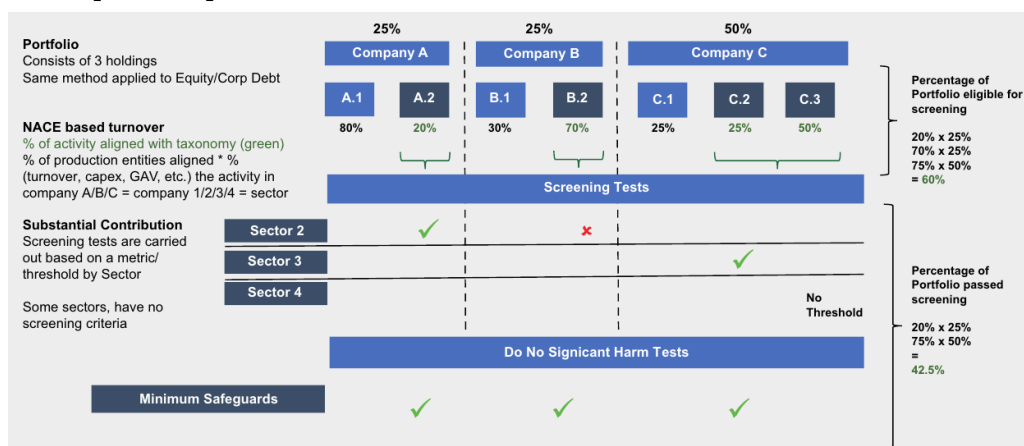 25%
25%
50%
Portfolio
Consists of 3 holdings
Same method applied to Equity/Corp Debt
Company A
Company B
Company C
A.1
A.2
B.1
B.2
C.1
C.2
C.3
80%
20%
30%
70%
25%
25%
50%
Percentage of
Portfolio eligible for
screening
20% x 25%
70% x 25%
75% x 50%
= 60%
NACE based turnover
% of activity aligned with taxonomy (green)
% of production entities aligned * %
(turnover, capex, GAV, etc.) the activity in
company A/B/C = company 1/2/3/4 = sector
Screening Tests
Substantial Contribution
Screening tests are carried
out based on a metric/
threshold by Sector
Some sectors, have no
screening criteria
Sector 2
Sector 3
Sector 4
No
Threshold
Percentage of
Portfolio passed
screening
20% x 25%
75% x 50%
=
42.5%
Do No Signicant Harm Tests
Minimum Safeguards